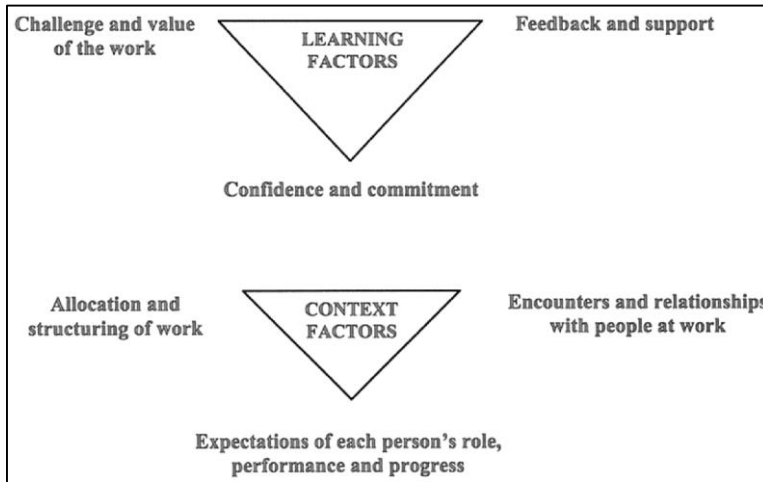 Challenge and value
of the work
LEARNING
FACTORS
Feedback and support
Confidence and commitment
Allocation and
structuring of work
CONTEXT
FACTORS
Encounters and relationships
with people at work
Expectations of each person's role,
performance and progress